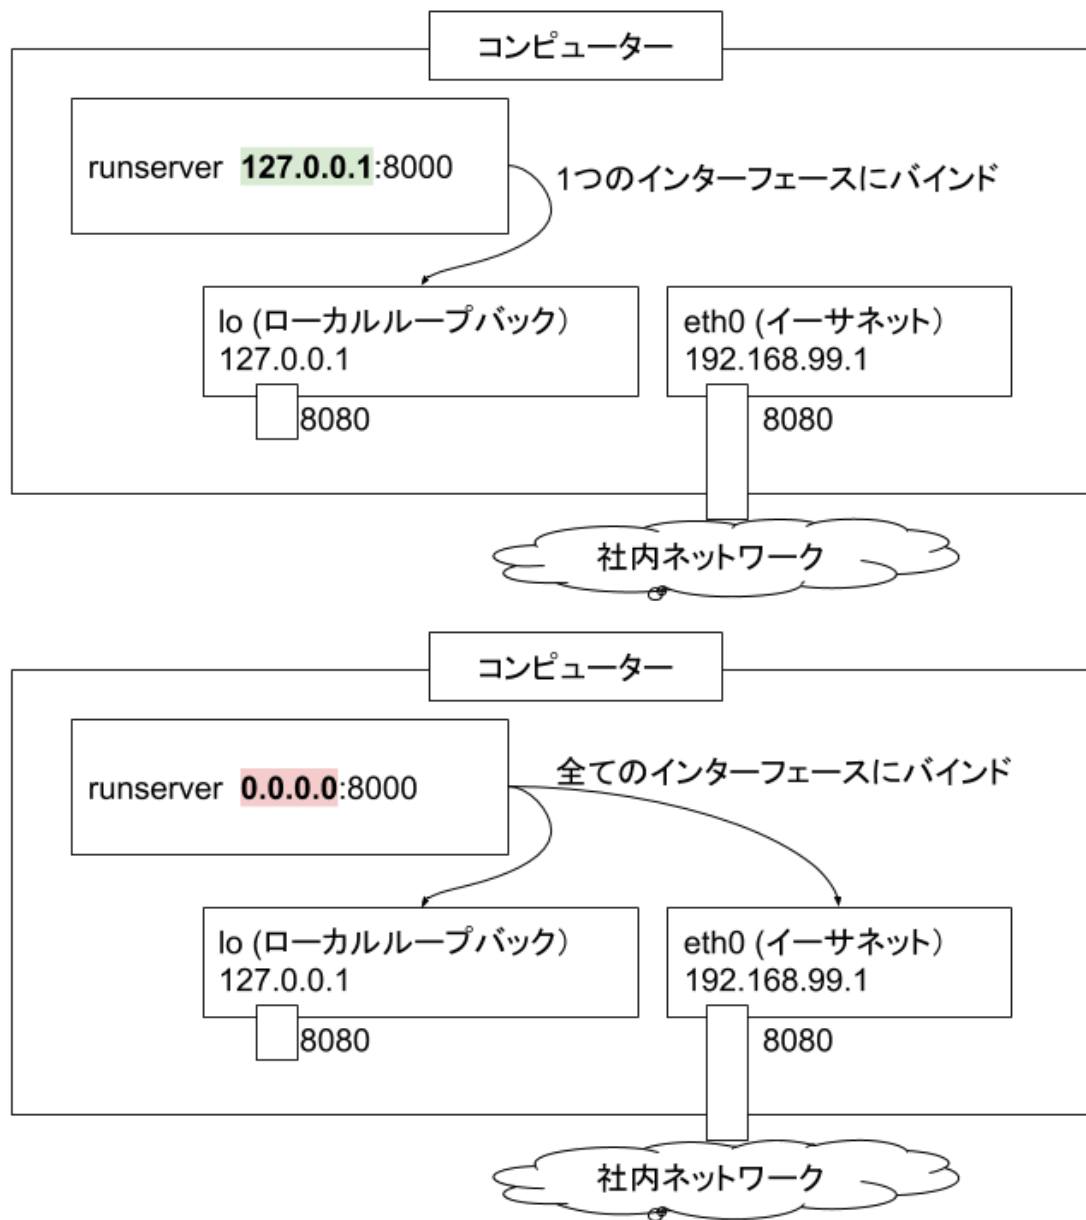 コンピューター
runserver 127.0.0.1:8000
1つのインターフェースにバインド
lo (ローカルループバック)
127.0.0.1
8080
eth0 (イーサネット)
192.168.99.1
8080
社内ネットワーク
コンピューター
runserver 0.0.0.0:8000
全てのインターフェースにバインド
lo (ローカルループバック)
127.0.0.1
8080
eth0 (イーサネット)
192.168.99.1
8080
社内ネットワーク